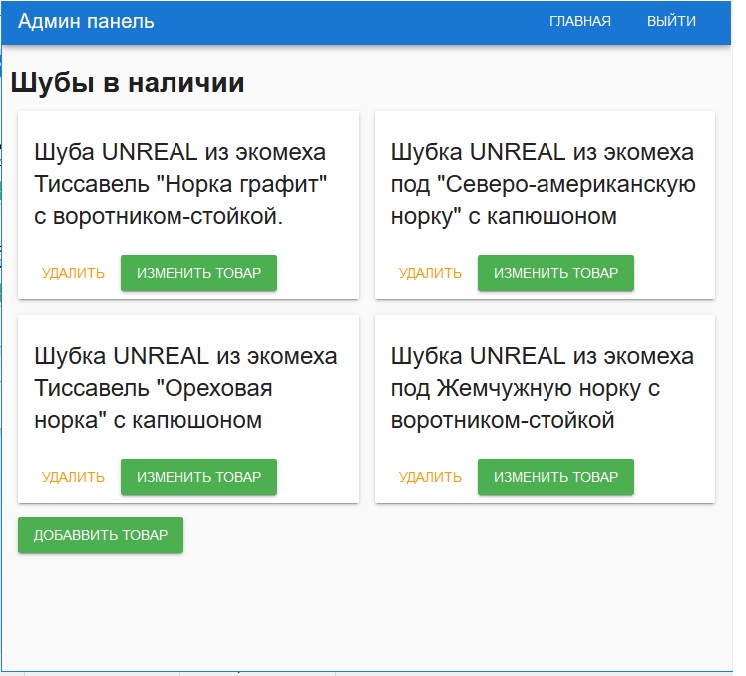 Админ панель ГЛАВНАЯ ВЫЙТИ
Шубы в наличии
Шуба UNREAL из экомеха
Тиссавель "Норка графит"
с воротником-стойкой.
УДАЛИТЬ ИЗМЕНИТЬ ТОВАР
Шубка UNREAL из экомеха
под "Северо-американскую
норку" с капюшоном
УДАЛИТЬ ИЗМЕНИТЬ ТОВАР
Шубка UNREAL из экомеха
Тиссавель "Ореховая
норка" с капюшоном
УДАЛИТЬ ИЗМЕНИТЬ ТОВАР
Шубка UNREAL из экомеха
под Жемчужную норку с
воротником-стойкой
УДАЛИТЬ ИЗМЕНИТЬ ТОВАР
ДОБАВВИТЬ ТОВАР